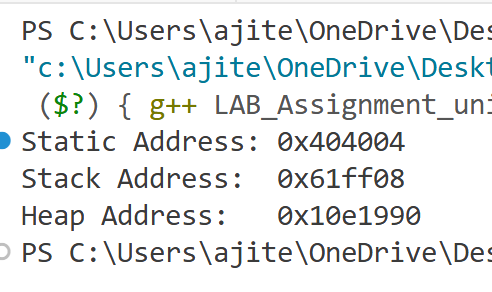 PS C:\Users\ajite\OneDrive\Des
"c:\Users\ajite\OneDrive\Deskt
($?) { g++ LAB_Assignment_uni
Static Address: 0x404004
Stack Address:  0x61ff08
Heap Address:   0x10e1990
PS C:\Users\ajite\OneDrive\Des